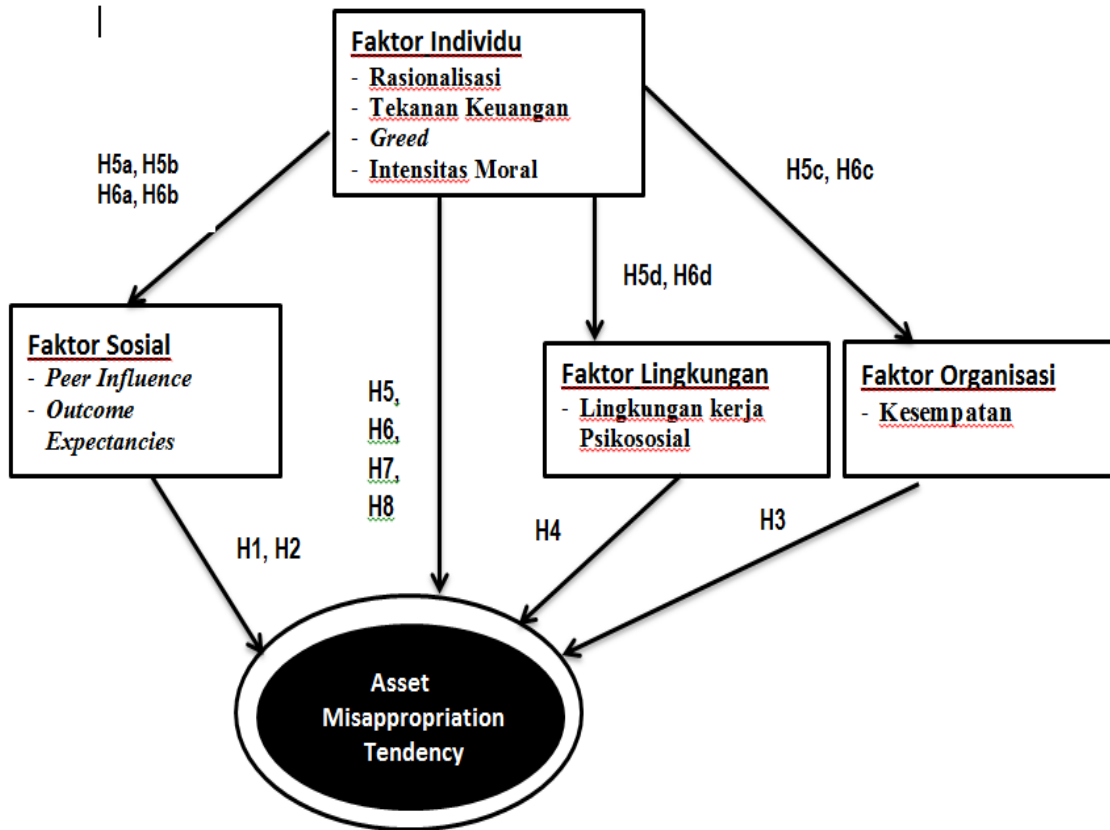 Faktor Individu
- Rasionalisasi
- Tekanan Keuangan
- Greed
- Intensitas Moral
H5a, H5b
H6a, H6b
H5c, H6c
H5d, H6d
Faktor Sosial
- Peer Influence
- Outcome
Expectancies
H5,
H6,
H7,
H8
Faktor Lingkungan
- Lingkungan kerja
Psikososial
Faktor Organisasi
- Kesempatan
H1, H2
H4
H3
Asset
Misappropriation
Tendency